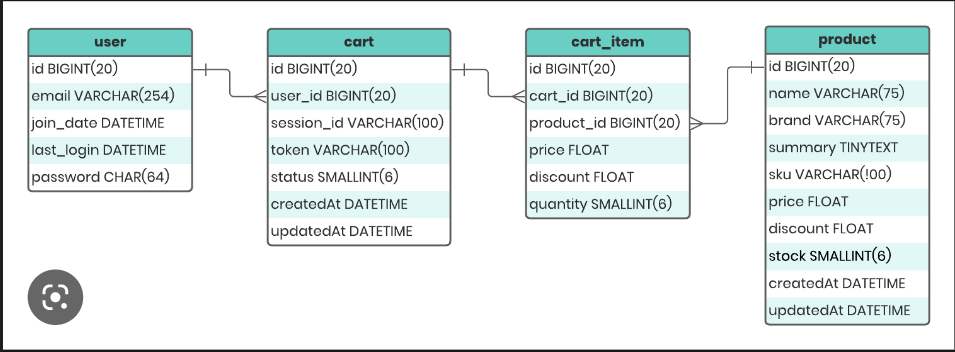 user
id BIGINT(20)
email VARCHAR(254)
join_date DATETIME
last_login DATETIME
password CHAR(64)
cart
id BIGINT(20)
user_id BIGINT(20)
session_id VARCHAR(100)
token VARCHAR(100)
status SMALLINT(6)
createdAt DATETIME
updatedAt DATETIME
cart_item
id BIGINT(20)
cart_id BIGINT(20)
product_id BIGINT(20)
price FLOAT
discount FLOAT
quantity SMALLINT(6)
product
id BIGINT(20)
name VARCHAR(75)
brand VARCHAR(75)
summary TINYTEXT
sku VARCHAR(!00)
price FLOAT
discount FLOAT
stock SMALLINT(6)
createdAt DATETIME
updatedAt DATETIME